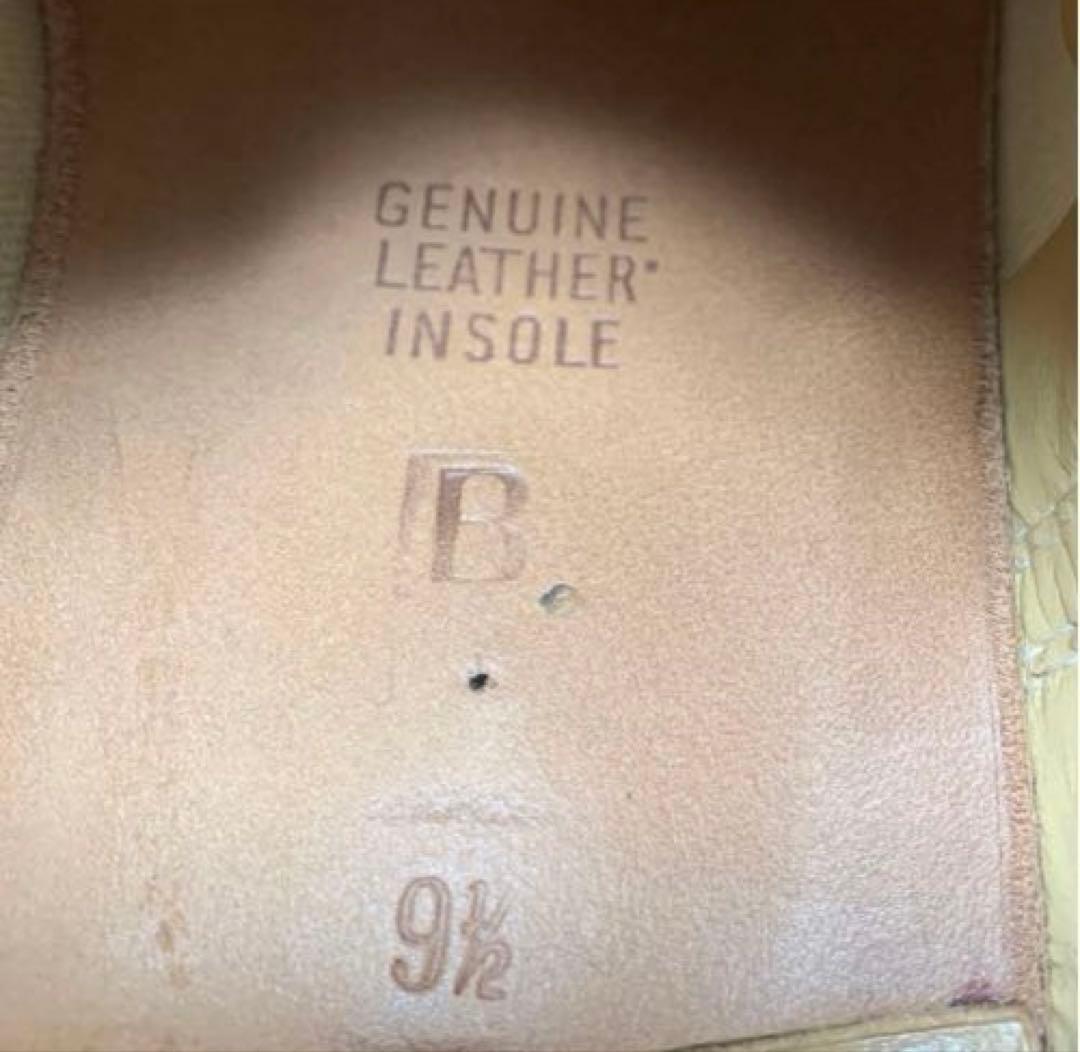 GENUINE
LEATHER*
INSOLE
B
9½